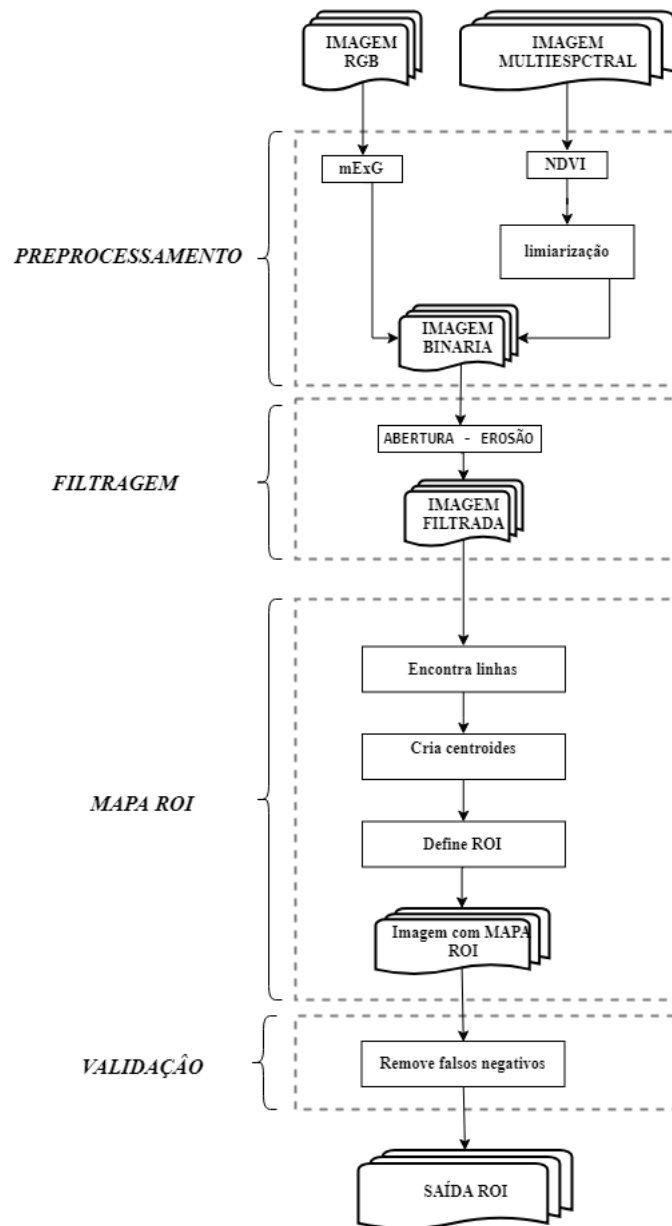 IMAGEM
RGB
IMAGEM
MULTIESPCTRAL
mExG
NDVI
PREPROCESSAMENTO
limiarização
IMAGEM
BINARIA
ABERTURA - EROSÃO
FILTRAGEM
IMAGEM
FILTRADA
Encontra linhas
Cria centroides
MAPA ROI
Define ROI
Imagem com MAPA
ROI
VALIDAÇÂO
Remove falsos negativos
SAÍDA ROI